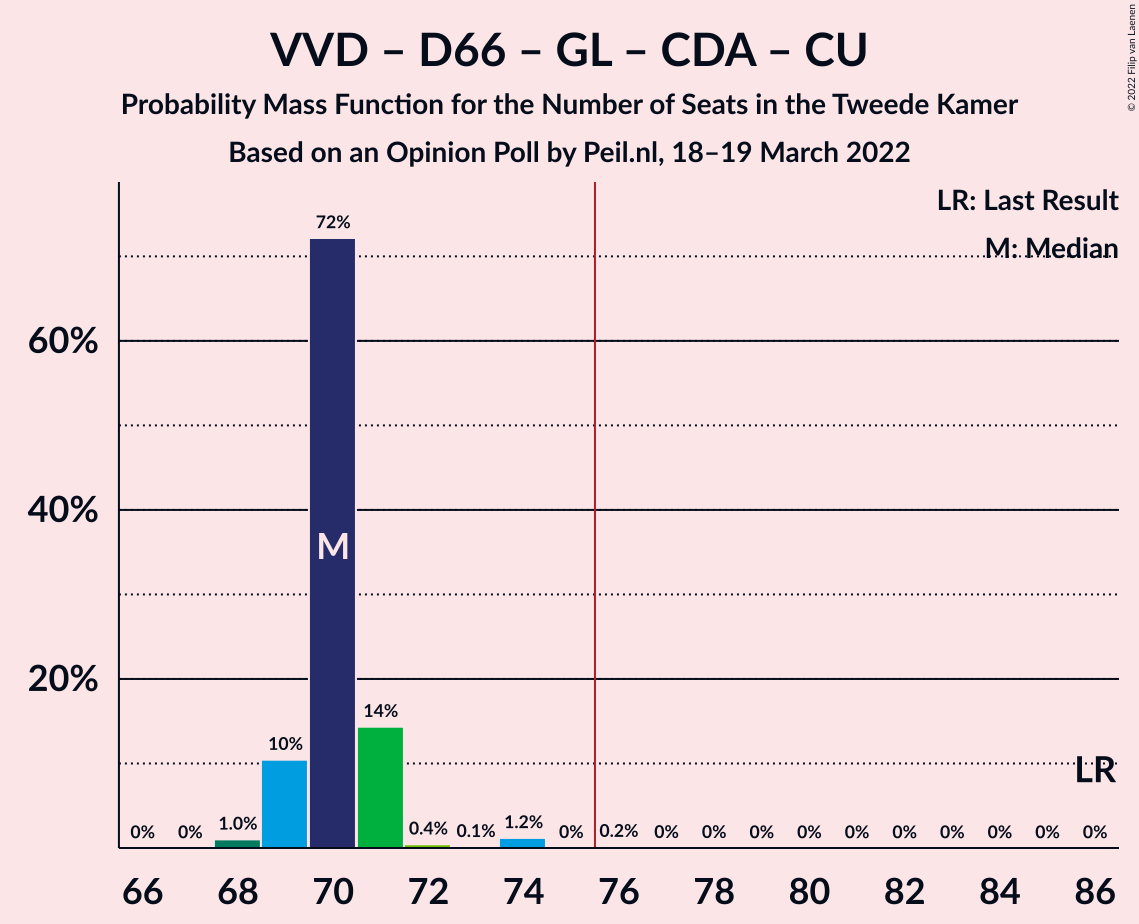 VVD – D66 – GL – CDA – CU
Probability Mass Function for the Number of Seats in the Tweede Kamer
Based on an Opinion Poll by Peil.nl, 18–19 March 2022
© 2022 Filip van Laenen
LR: Last Result
M: Median
60%
40%
20%
0% 0% 1.0% 10% 72% 14% 0.4% 0.1% 1.2% 0% 0.2% 0% 0% 0% 0% 0% 0% 0% 0% 0% 0%
M
LR
66 68 70 72 74 76 78 80 82 84 86